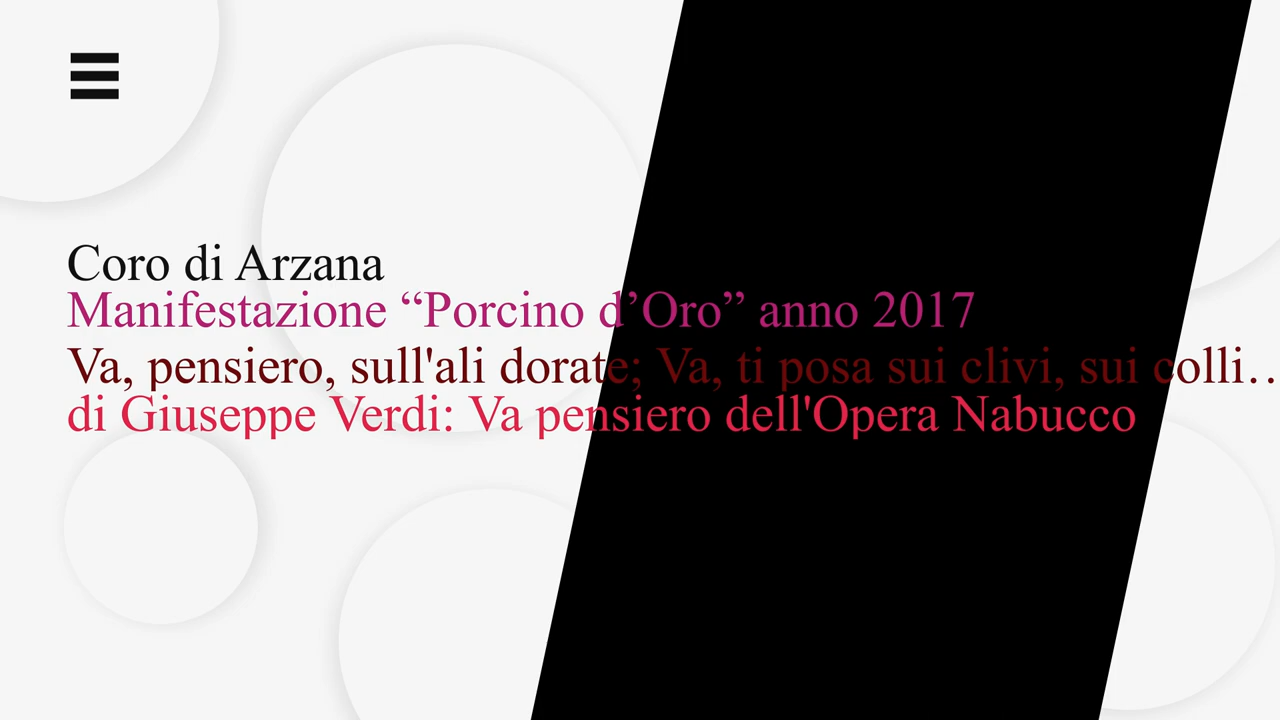 Coro di Arzana
Manifestazione “Porcino d’Oro” anno 2017
Va, pensiero, sull'ali dorate; Va, ti posa sui clivi, sui colli…
di Giuseppe Verdi: Va pensiero dell'Opera Nabucco